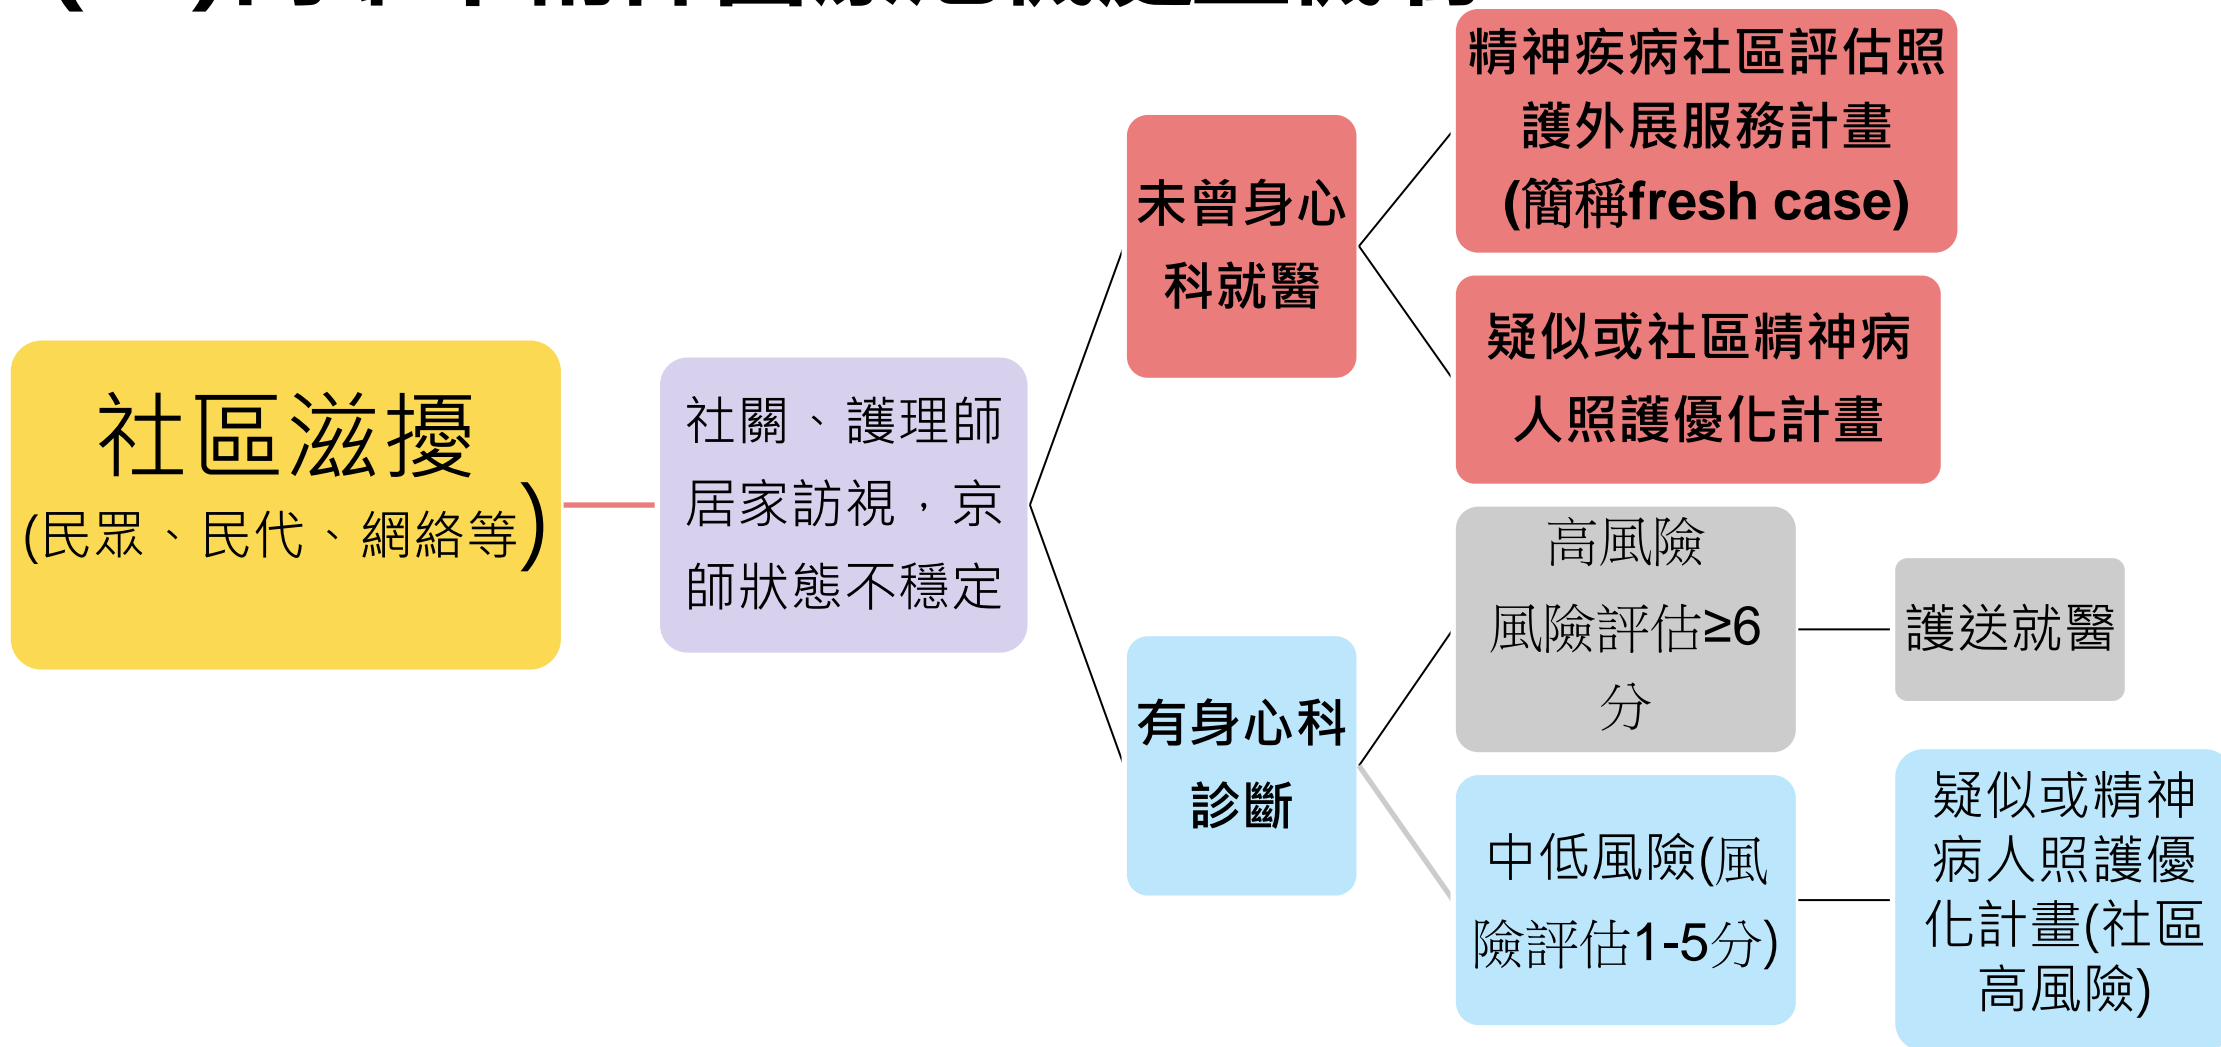 社區滋擾
(民眾、民代、網絡等)
社關、護理師
居家訪視，京
師狀態不穩定
未曾身心
科就醫
精神疾病社區評估照
護外展服務計畫
(簡稱fresh case)
疑似或社區精神病
人照護優化計畫
有身心科
診斷
高風險
風險評估≥6
分
護送就醫
中低風險(風
險評估1-5分)
疑似或精神
病人照護優
化計畫(社區
高風險)